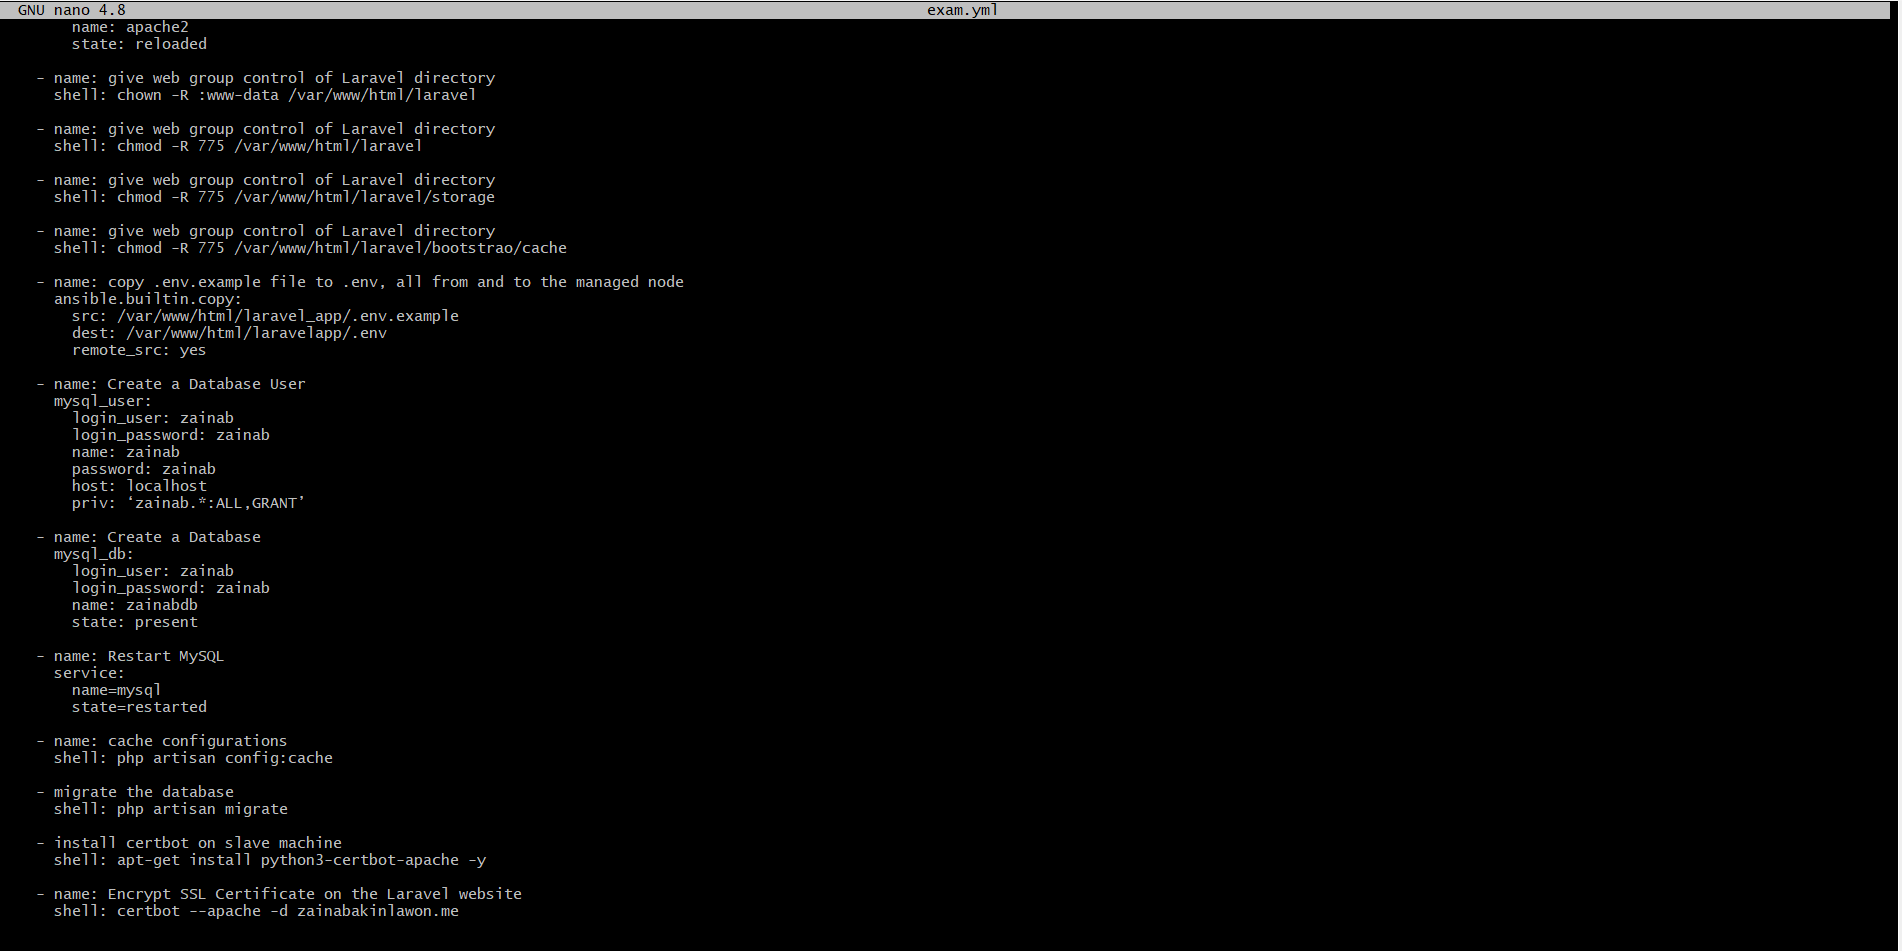 GNU nano 4.8 exam.yml
name: apache2
state: reloaded
- name: give web group control of Laravel directory
shell: chown -R :www-data /var/www/html/laravel
- name: give web group control of Laravel directory
shell: chmod -R 775 /var/www/html/laravel
- name: give web group control of Laravel directory
shell: chmod -R 775 /var/www/html/laravel/storage
- name: give web group control of Laravel directory
shell: chmod -R 775 /var/www/html/laravel/bootstrao/cache
- name: copy .env.example file to .env, all from and to the managed node
ansible.builtin.copy:
src: /var/www/html/laravel_app/.env.example
dest: /var/www/html/laravelapp/.env
remote_src: yes
- name: Create a Database User
mysql_user:
login_user: zainab
login_password: zainab
name: zainab
password: zainab
host: localhost
priv: ‘zainab.*:ALL,GRANT’
- name: Create a Database
mysql_db:
login_user: zainab
login_password: zainab
name: zainabdb
state: present
- name: Restart MySQL
service:
name=mysql
state=restarted
- name: cache configurations
shell: php artisan config:cache
- migrate the database
shell: php artisan migrate
- install certbot on slave machine
shell: apt-get install python3-certbot-apache -y
- name: Encrypt SSL Certificate on the Laravel website
shell: certbot --apache -d zainabakinlawon.me